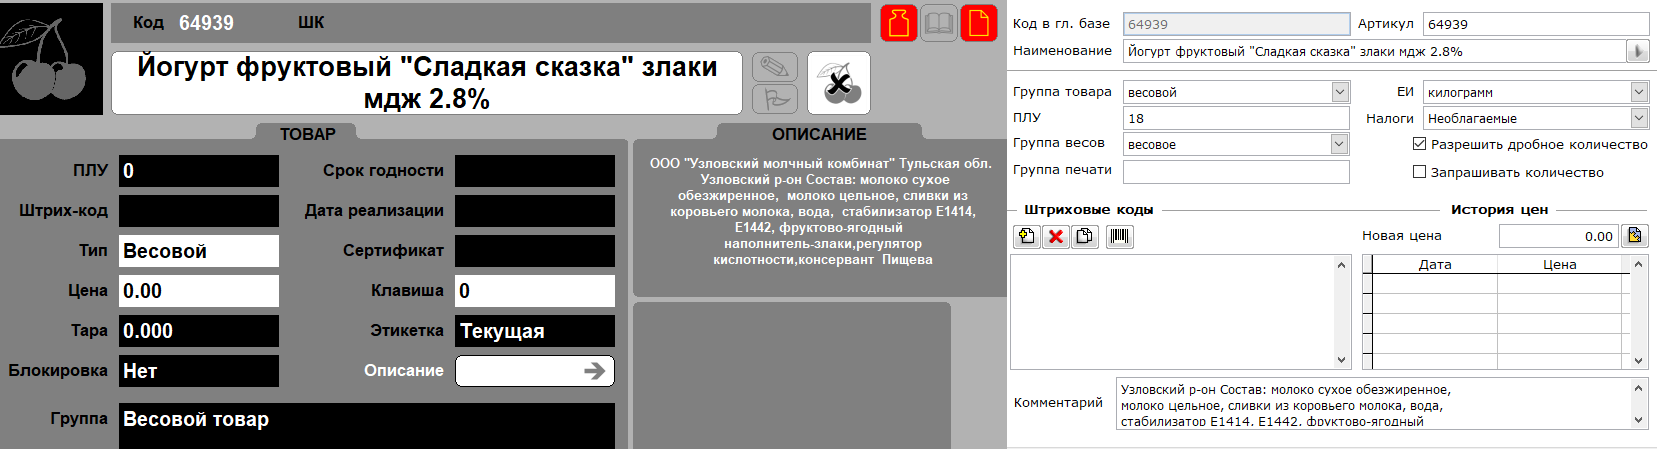 Код 64939 ШК
Йогурт фруктовый "Сладкая сказка" злаки
мдж 2.8%
ТОВАР
ПЛУ 0 Срок годности
Штрих-код Дата реализации
Тип Весовой Сертификат
Цена 0.00 Клавиша 0
Тара 0.000 Этикетка Текущая
Блокировка Нет Описание
Группа Весовой товар
ОПИСАНИЕ
ООО "Узловский молчный комбинат" Тульская обл.
Узловский р-он Состав: молоко сухое
обезжиренное, молоко цельное, сливки из
коровьего молока, вода, стабилизатор Е1414,
Е1442, фруктово-ягодный
наполнитель-злаки,регулятор
кислотности,консервант Пищева
Код в гл. базе 64939 Артикул 64939
Наименование Йогурт фруктовый "Сладкая сказка" злаки мдж 2.8%
Группа товара весовой ЕИ килограмм
ПЛУ 18 Налоги Необлагаемые
Группа весов весовое Разрешить дробное количество
Группа печати Запрашивать количество
Штриховые коды История цен
Новая цена 0.00
Дата Цена
Комментарий
Узловский р-он Состав: молоко сухое обезжиренное,
молоко цельное, сливки из коровьего молока, вода,
стабилизатор Е1414, Е1442, фруктово-ягодный